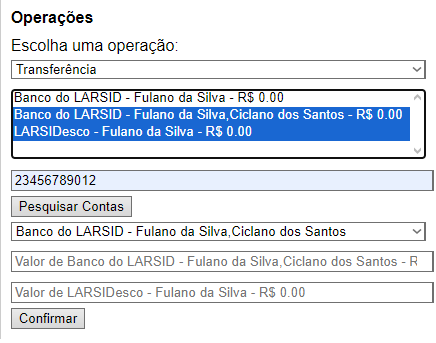 Operações
Escolha uma operação:
Transferência
Banco do LARSID - Fulano da Silva - R$ 0.00
Banco do LARSID - Fulano da Silva,Ciclano dos Santos - R$ 0.00
LARSIDesco - Fulano da Silva - R$ 0.00
23456789012
Pesquisar Contas
Banco do LARSID - Fulano da Silva,Ciclano dos Santos
Valor de Banco do LARSID - Fulano da Silva,Ciclano dos Santos - R
Valor de LARSIDesco - Fulano da Silva - R$ 0.00
Confirmar